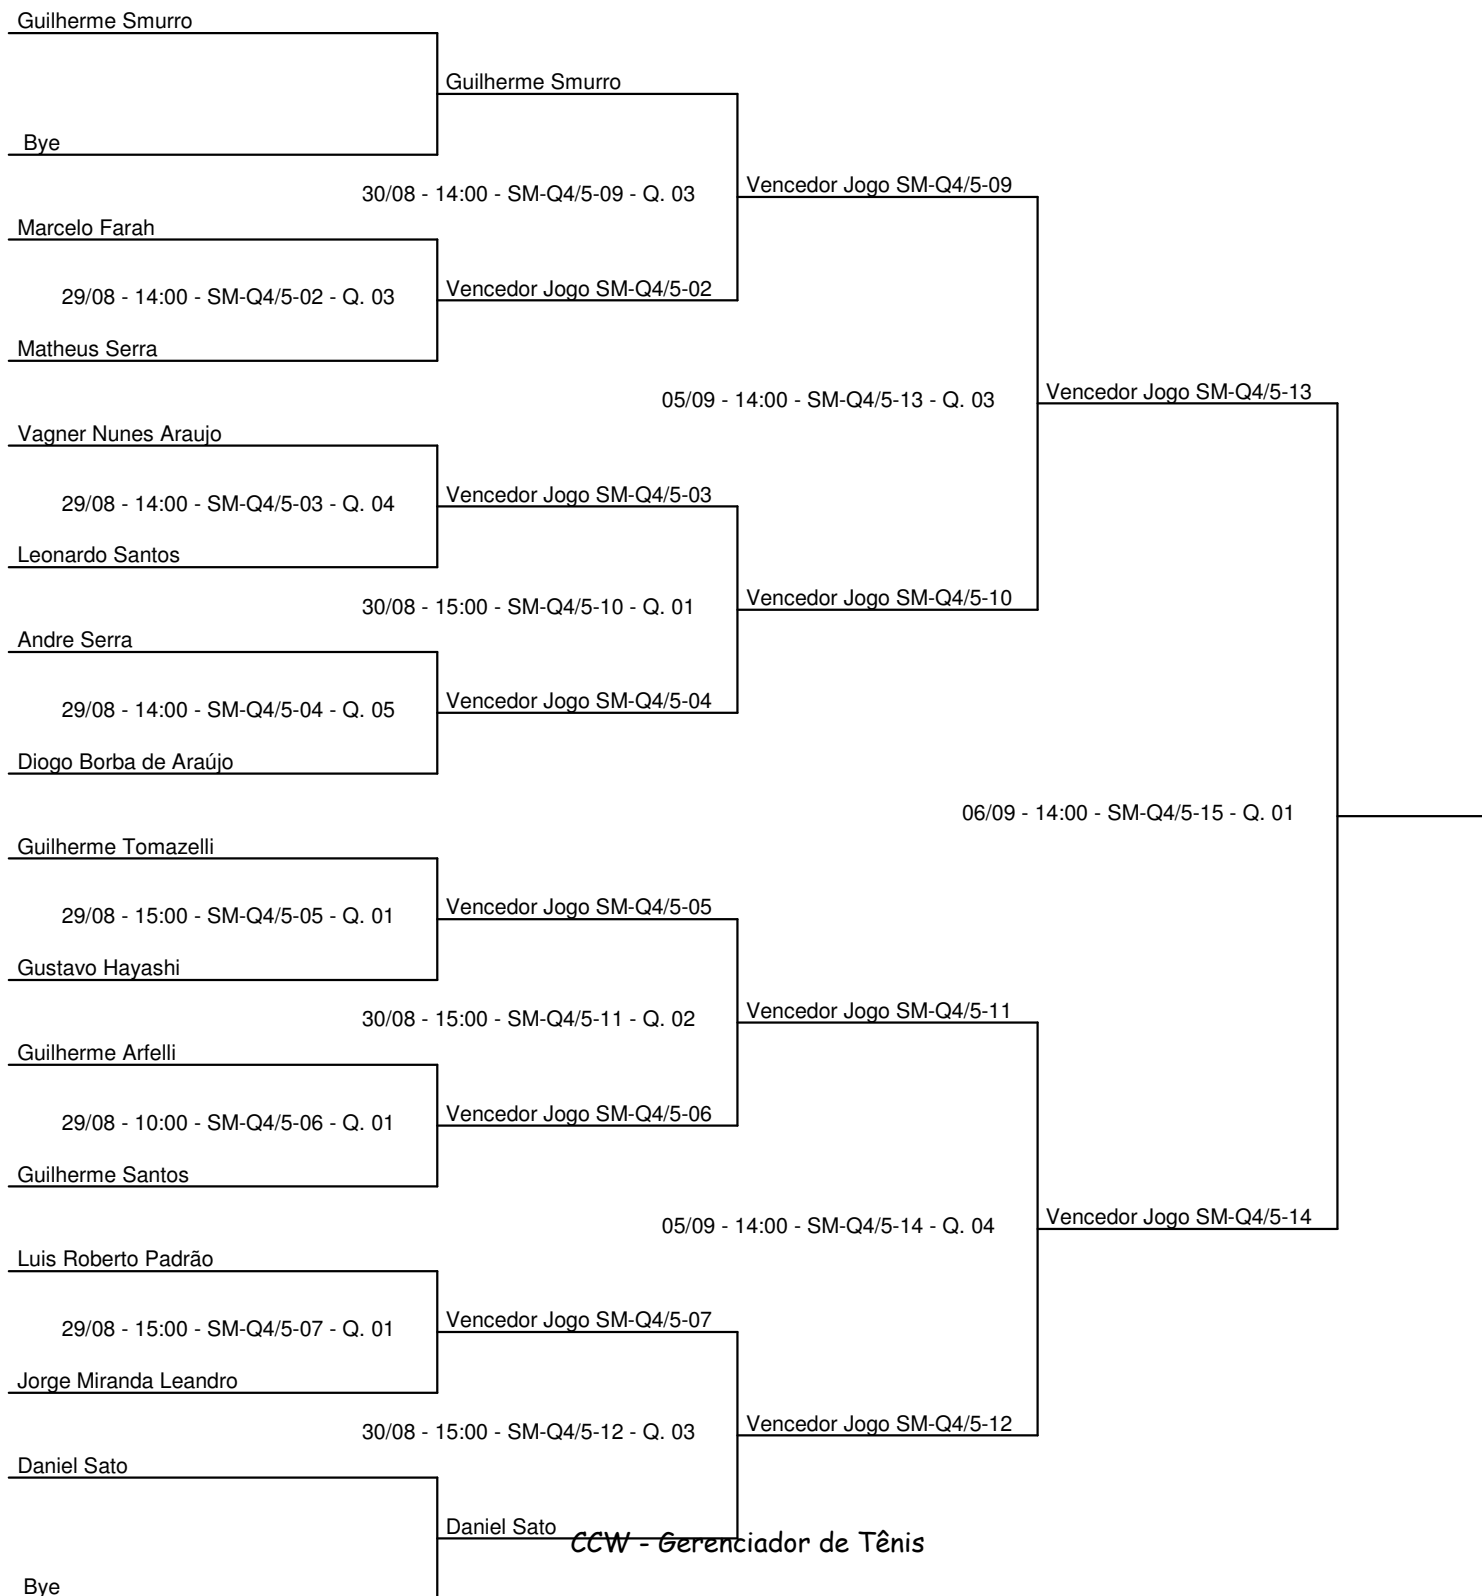 Guilherme Smurro
Guilherme Smurro
Bye
Vencedor Jogo SM-Q4/5-09
30/08 - 14:00 - SM-Q4/5-09 - Q. 03
Marcelo Farah
Vencedor Jogo SM-Q4/5-02
29/08 - 14:00 - SM-Q4/5-02 - Q. 03
Matheus Serra
Vencedor Jogo SM-Q4/5-13
05/09 - 14:00 - SM-Q4/5-13 - Q. 03
Vagner Nunes Araujo
Vencedor Jogo SM-Q4/5-03
29/08 - 14:00 - SM-Q4/5-03 - Q. 04
Leonardo Santos
Vencedor Jogo SM-Q4/5-10
30/08 - 15:00 - SM-Q4/5-10 - Q. 01
Andre Serra
Vencedor Jogo SM-Q4/5-04
29/08 - 14:00 - SM-Q4/5-04 - Q. 05
Diogo Borba de Araújo
06/09 - 14:00 - SM-Q4/5-15 - Q. 01
Guilherme Tomazelli
Vencedor Jogo SM-Q4/5-05
29/08 - 15:00 - SM-Q4/5-05 - Q. 01
Gustavo Hayashi
Vencedor Jogo SM-Q4/5-11
30/08 - 15:00 - SM-Q4/5-11 - Q. 02
Guilherme Arfelli
Vencedor Jogo SM-Q4/5-06
29/08 - 10:00 - SM-Q4/5-06 - Q. 01
Guilherme Santos
Vencedor Jogo SM-Q4/5-14
05/09 - 14:00 - SM-Q4/5-14 - Q. 04
Luis Roberto Padrão
Vencedor Jogo SM-Q4/5-07
29/08 - 15:00 - SM-Q4/5-07 - Q. 01
Jorge Miranda Leandro
Vencedor Jogo SM-Q4/5-12
30/08 - 15:00 - SM-Q4/5-12 - Q. 03
Daniel Sato
Daniel Sato
CCW - Gerenciador de Tênis
Bye